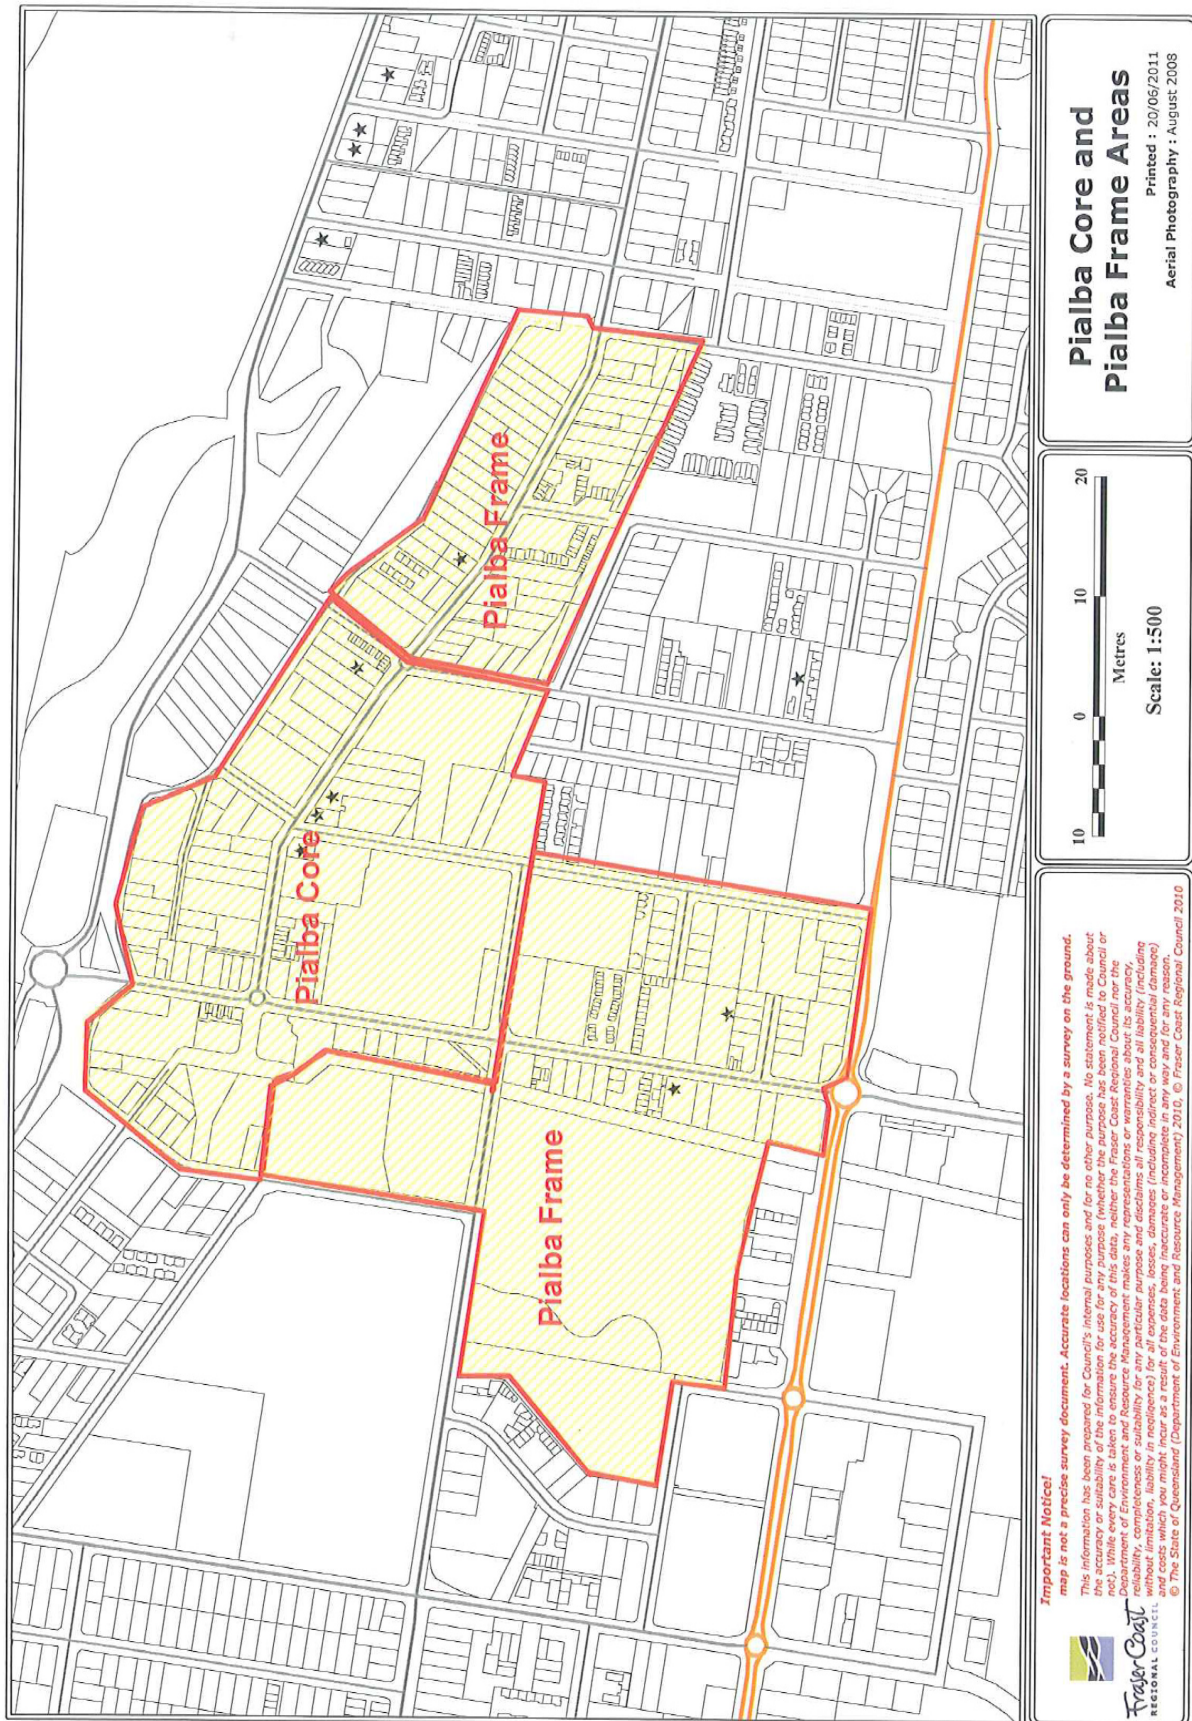 Pialba Frame
Pialba Core
Pialba Frame
Important Notice!
map is not a precise survey document. Accurate locations can only be determined by a survey on the ground.
This information has been prepared for Council's internal purposes and for no other purpose. No statement is made about
the accuracy or suitability of the information for use for any purpose (whether the purpose has been notified to Council or
not). While every care is taken to ensure the accuracy of this data, neither the Fraser Coast Regional Council nor the
Department of Environment and Resource Management makes any representations or warranties about its accuracy,
reliability, completeness or suitability for any particular purpose and disclaims all responsibility and all liability (including
without limitation, liability in negligence) for all expenses, losses, damages (including indirect or consequential damage)
and costs which you might incur as a result of the data being inaccurate or incomplete in any way and for any reason.
© The State of Queensland (Department of Environment and Resource Management) 2010, © Fraser Coast Regional Council 2010
Fraser Coast
REGIONAL COUNCIL
10 0 10 20
Metres
Scale: 1:500
Pialba Core and
Pialba Frame Areas
Printed : 20/06/2011
Aerial Photography : August 2008